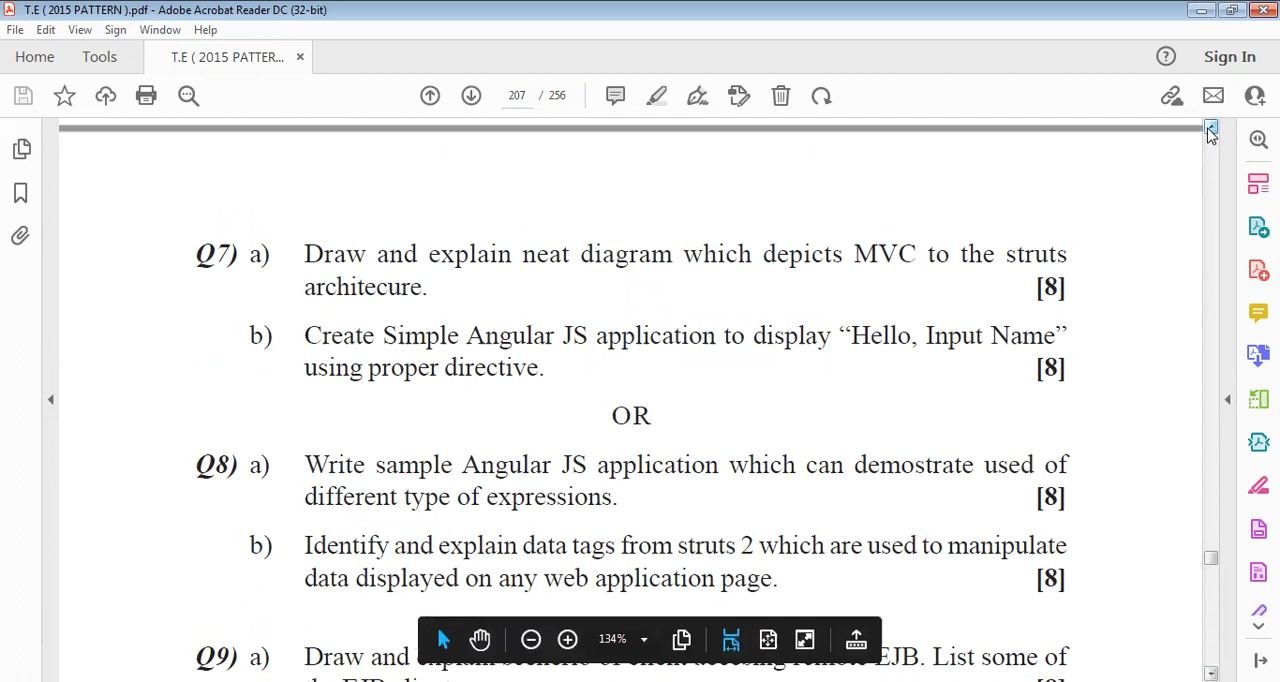 T.E ( 2015 PATTERN ).pdf - Adobe Acrobat Reader DC (32-bit)
File Edit View Sign Window Help
Home Tools T.E ( 2015 PATTER... × Sign In
207 / 256
Q7) a) Draw and explain neat diagram which depicts MVC to the struts
architecure. [8]
b) Create Simple Angular JS application to display “Hello, Input Name”
using proper directive. [8]
OR
Q8) a) Write sample Angular JS application which can demostrate used of
different type of expressions. [8]
b) Identify and explain data tags from struts 2 which are used to manipulate
data displayed on any web application page. [8]
134%
Q9) a) Draw and explain of client remote EJB. List some of